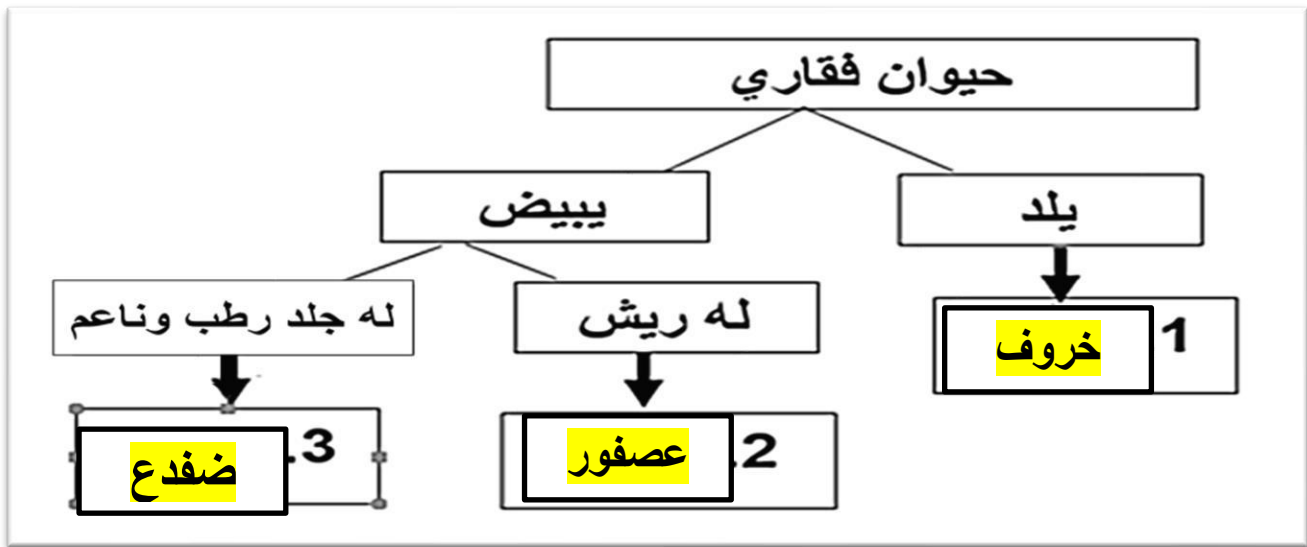 حيوان فقاري
يلد
يبيض
له ريش
له جلد رطب وناعم
1 خروف
2. عصفور
3. ضفدع